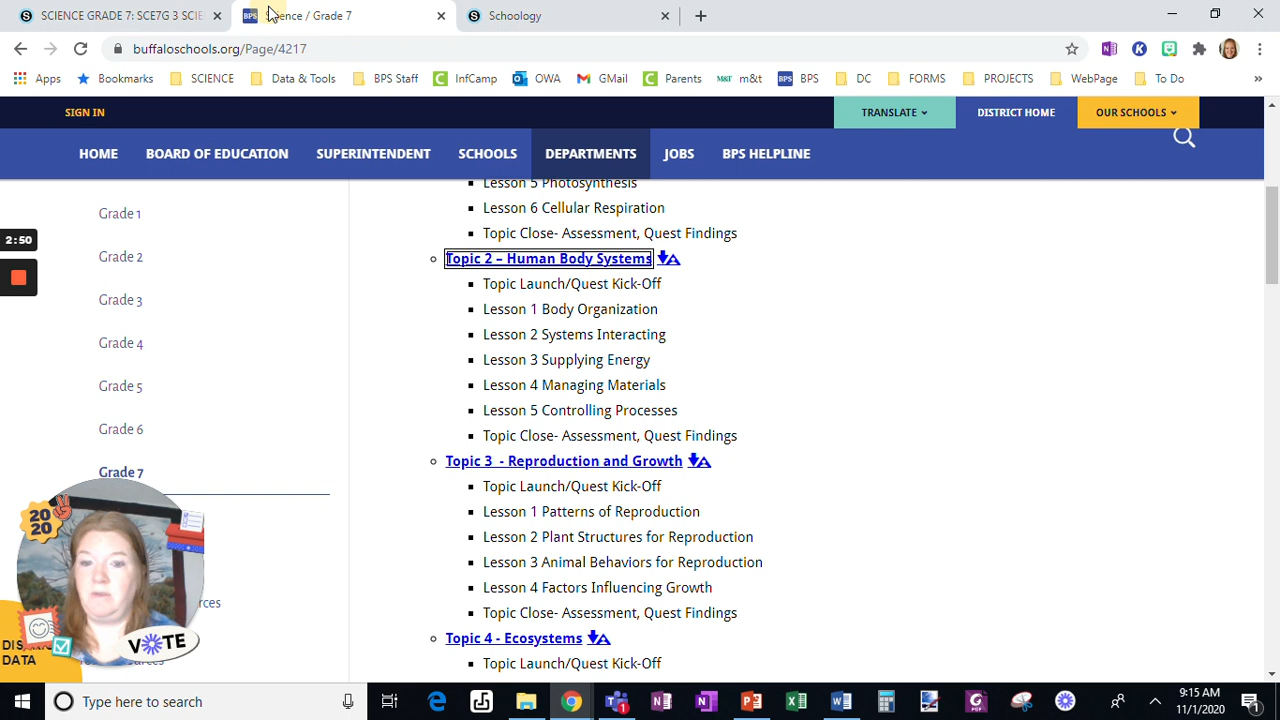 SCIENCE GRADE 7: SCE7G 3 SCIE
BPS
Science / Grade 7
Schoology
buffaloschools.org/Page/4217
Apps
Bookmarks
SCIENCE
Data & Tools
BPS Staff
InfCamp
OWA
GMail
Parents
M&T
m&t
BPS
BPS
DC
FORMS
PROJECTS
WebPage
To Do
SIGN IN
TRANSLATE
DISTRICT HOME
OUR SCHOOLS
HOME
BOARD OF EDUCATION
SUPERINTENDENT
SCHOOLS
DEPARTMENTS
JOBS
BPS HELPLINE
Grade 1
Grade 2
Grade 3
Grade 4
Grade 5
Grade 6
Grade 7
2:50
Lesson 5 Photosynthesis
Lesson 6 Cellular Respiration
Topic Close- Assessment, Quest Findings
Topic 2 – Human Body Systems
Topic Launch/Quest Kick-Off
Lesson 1 Body Organization
Lesson 2 Systems Interacting
Lesson 3 Supplying Energy
Lesson 4 Managing Materials
Lesson 5 Controlling Processes
Topic Close- Assessment, Quest Findings
Topic 3 - Reproduction and Growth
Topic Launch/Quest Kick-Off
Lesson 1 Patterns of Reproduction
Lesson 2 Plant Structures for Reproduction
Lesson 3 Animal Behaviors for Reproduction
Lesson 4 Factors Influencing Growth
Topic Close- Assessment, Quest Findings
Topic 4 - Ecosystems
Topic Launch/Quest Kick-Off
2020
VOTE
DATA
Type here to search
9:15 AM
11/1/2020